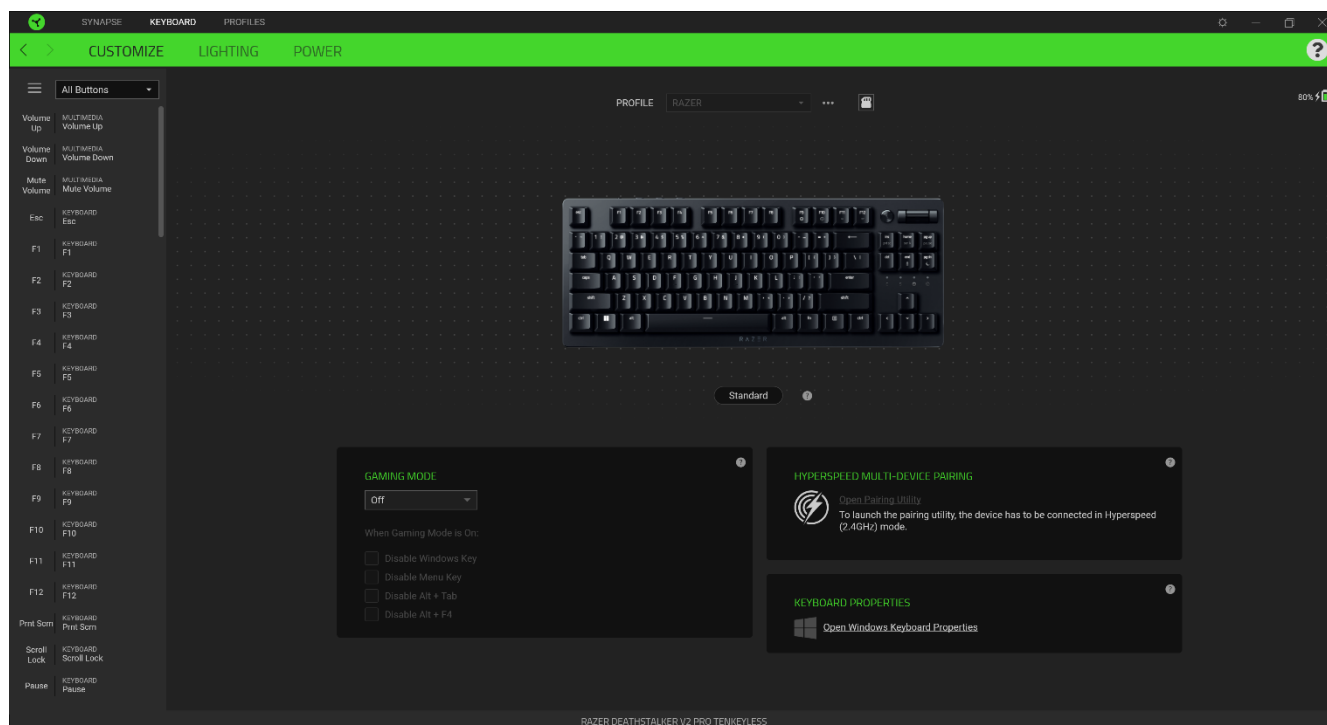 SYNAPSE KEYBOARD PROFILES
CUSTOMIZE LIGHTING POWER
?
All Buttons
PROFILE RAZER
80%
Volume Up
MULTIMEDIA
Volume Up
Volume Down
MULTIMEDIA
Volume Down
Mute Volume
MULTIMEDIA
Mute Volume
Esc
KEYBOARD
Esc
F1
KEYBOARD
F1
F2
KEYBOARD
F2
F3
KEYBOARD
F3
F4
KEYBOARD
F4
F5
KEYBOARD
F5
F6
KEYBOARD
F6
F7
KEYBOARD
F7
F8
KEYBOARD
F8
F9
KEYBOARD
F9
F10
KEYBOARD
F10
F11
KEYBOARD
F11
F12
KEYBOARD
F12
Prnt Scrn
KEYBOARD
Prnt Scrn
Scroll Lock
KEYBOARD
Scroll Lock
Pause
KEYBOARD
Pause
Q W E R T Y U I O P
A S D F G H J K L
Z X C V B N M
RAZER
Standard
?
GAMING MODE
?
Off
When Gaming Mode is On:
Disable Windows Key
Disable Menu Key
Disable Alt + Tab
Disable Alt + F4
HYPERSPEED MULTI-DEVICE PAIRING
?
Open Pairing Utility
To launch the pairing utility, the device has to be connected in Hyperspeed
(2.4GHz) mode.
KEYBOARD PROPERTIES
?
Open Windows Keyboard Properties
RAZER DEATHSTALKER V2 PRO TENKEYLESS